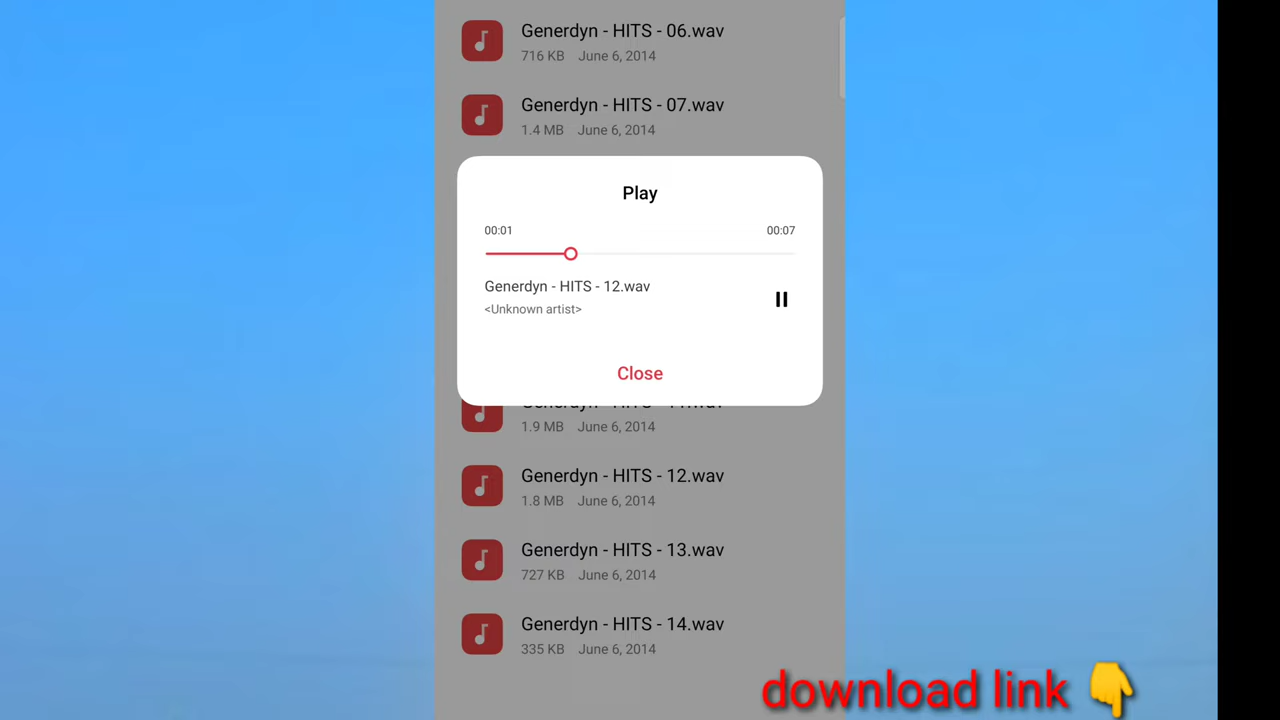 Generdyn - HITS - 06.wav
716 KB June 6, 2014
Generdyn - HITS - 07.wav
1.4 MB June 6, 2014
Play
00:01 00:07
Generdyn - HITS - 12.wav
<Unknown artist>
Close
1.9 MB June 6, 2014
Generdyn - HITS - 12.wav
1.8 MB June 6, 2014
Generdyn - HITS - 13.wav
727 KB June 6, 2014
Generdyn - HITS - 14.wav
335 KB June 6, 2014
download link 👇